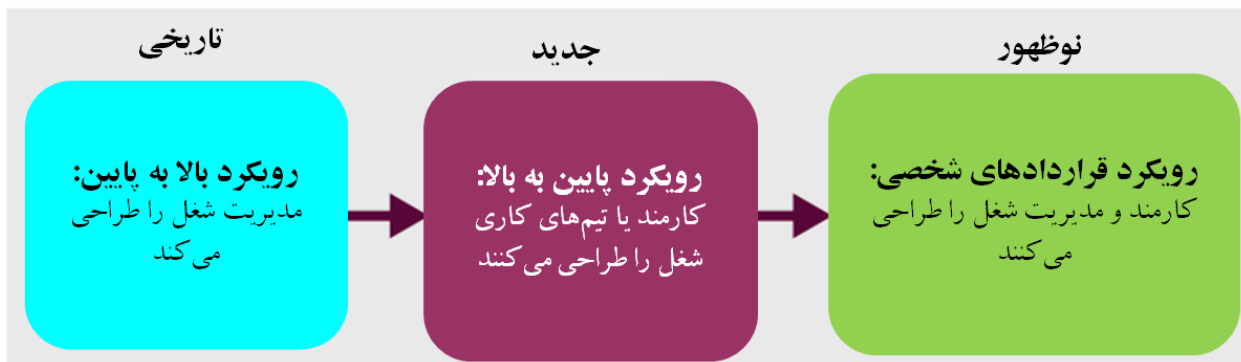 تاریخی
رویکرد بالا به پایین:
مدیریت شغل را طراحی
می‌کند
جدید
رویکرد پایین به بالا:
کارمند یا تیم‌های کاری
شغل را طراحی می‌کنند
نوظهور
رویکرد قراردادهای شخصی:
کارمند و مدیریت شغل را طراحی
می‌کنند